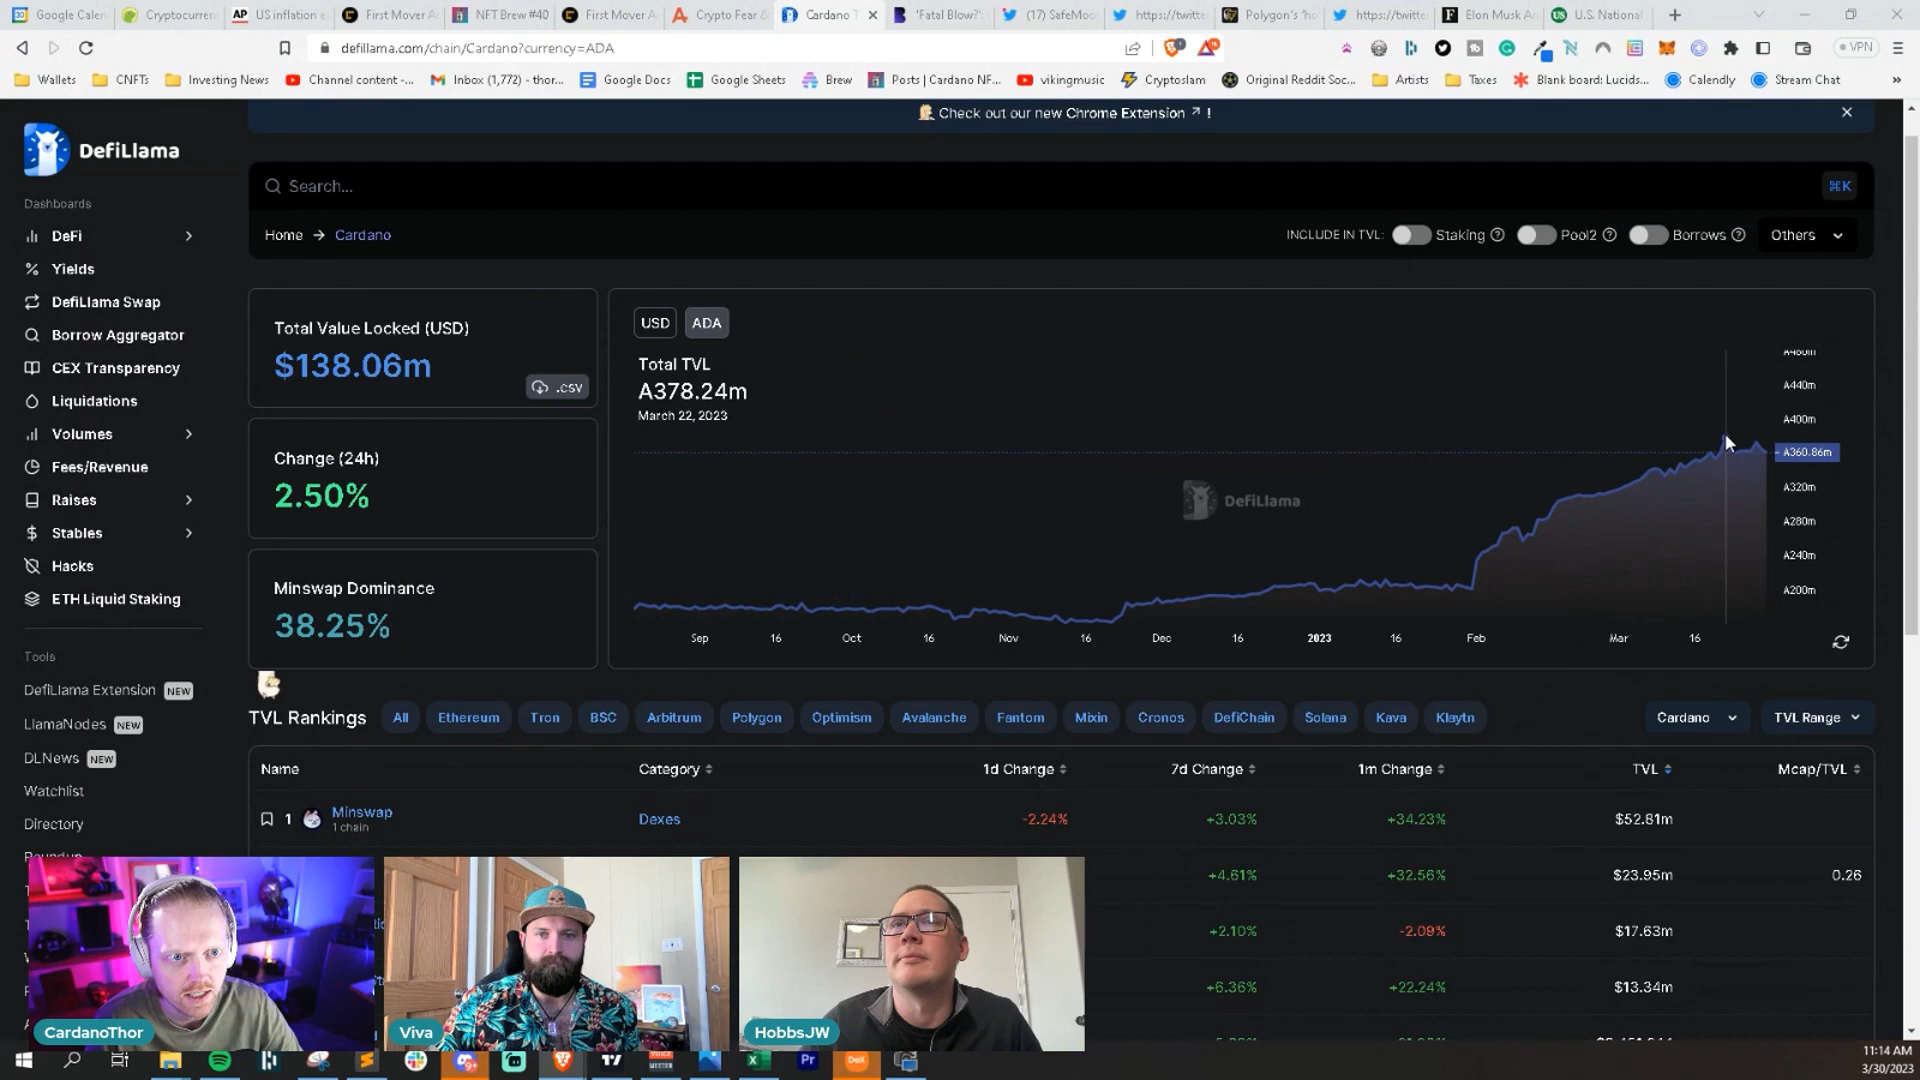 Google Calen
Cryptocurren
AP US inflation e
First Mover A
NFT Brew #40
First Mover A
Crypto Fear &
Cardano T
'Fatal Blow?':
(17) SafeMoo
https://twitte
Polygon's 'ho
https://twitte
Elon Musk An
U.S. National
defillama.com/chain/Cardano?currency=ADA
VPN
Wallets
CNFTs
Investing News
Channel content -...
Inbox (1,772) - thor...
Google Docs
Google Sheets
Brew
Posts | Cardano NF...
vikingmusic
Cryptoslam
Original Reddit Soc...
Artists
Taxes
Blank board: Lucids...
Calendly
Stream Chat
»
Check out our new Chrome Extension ↗ !
DefiLlama
Search...
⌘K
Dashboards
DeFi
Yields
DefiLlama Swap
Borrow Aggregator
CEX Transparency
Liquidations
Volumes
Fees/Revenue
Raises
Stables
Hacks
ETH Liquid Staking
Tools
DefiLlama Extension NEW
LlamaNodes NEW
DLNews NEW
Watchlist
Directory
Home → Cardano
INCLUDE IN TVL: Staking Pool2 Borrows Others
Total Value Locked (USD)
$138.06m
.csv
Change (24h)
2.50%
Minswap Dominance
38.25%
USD ADA
Total TVL
A378.24m
March 22, 2023
A480m
A440m
A400m
A360.86m
A320m
A280m
A240m
A200m
DefiLlama
Sep 16 Oct 16 Nov 16 Dec 16 2023 16 Feb Mar 16
TVL Rankings All Ethereum Tron BSC Arbitrum Polygon Optimism Avalanche Fantom Mixin Cronos DefiChain Solana Kava Klaytn Cardano TVL Range
Name Category 1d Change 7d Change 1m Change TVL Mcap/TVL
1 Minswap Dexes -2.24% +3.03% +34.23% $52.81m
1 chain
+4.61% +32.56% $23.95m 0.26
+2.10% -2.09% $17.63m
+6.36% +22.24% $13.34m
CardanoThor
Viva
HobbsJW
11:14 AM
3/30/2023